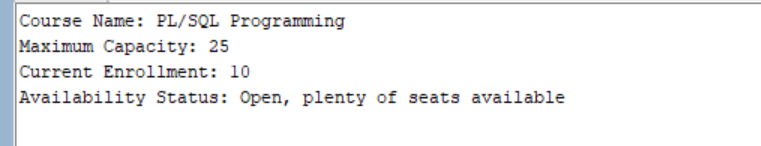 Course Name: PL/SQL Programming
Maximum Capacity: 25
Current Enrollment: 10
Availability Status: Open, plenty of seats available